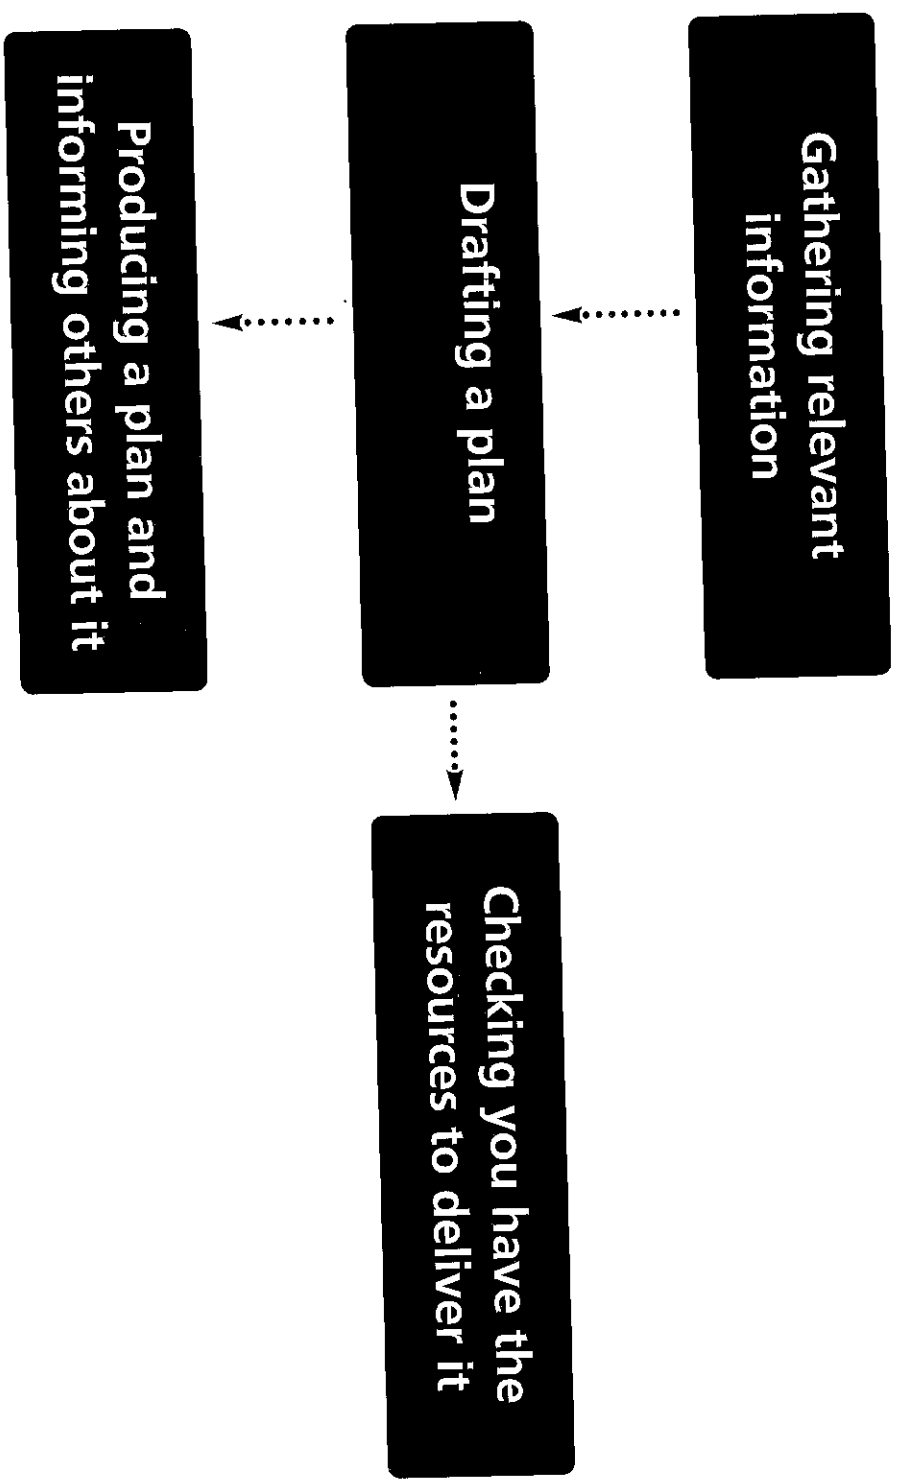 Gathering relevant
information
Drafting a plan
Checking you have the
resources to deliver it
Producing a plan and
informing others about it